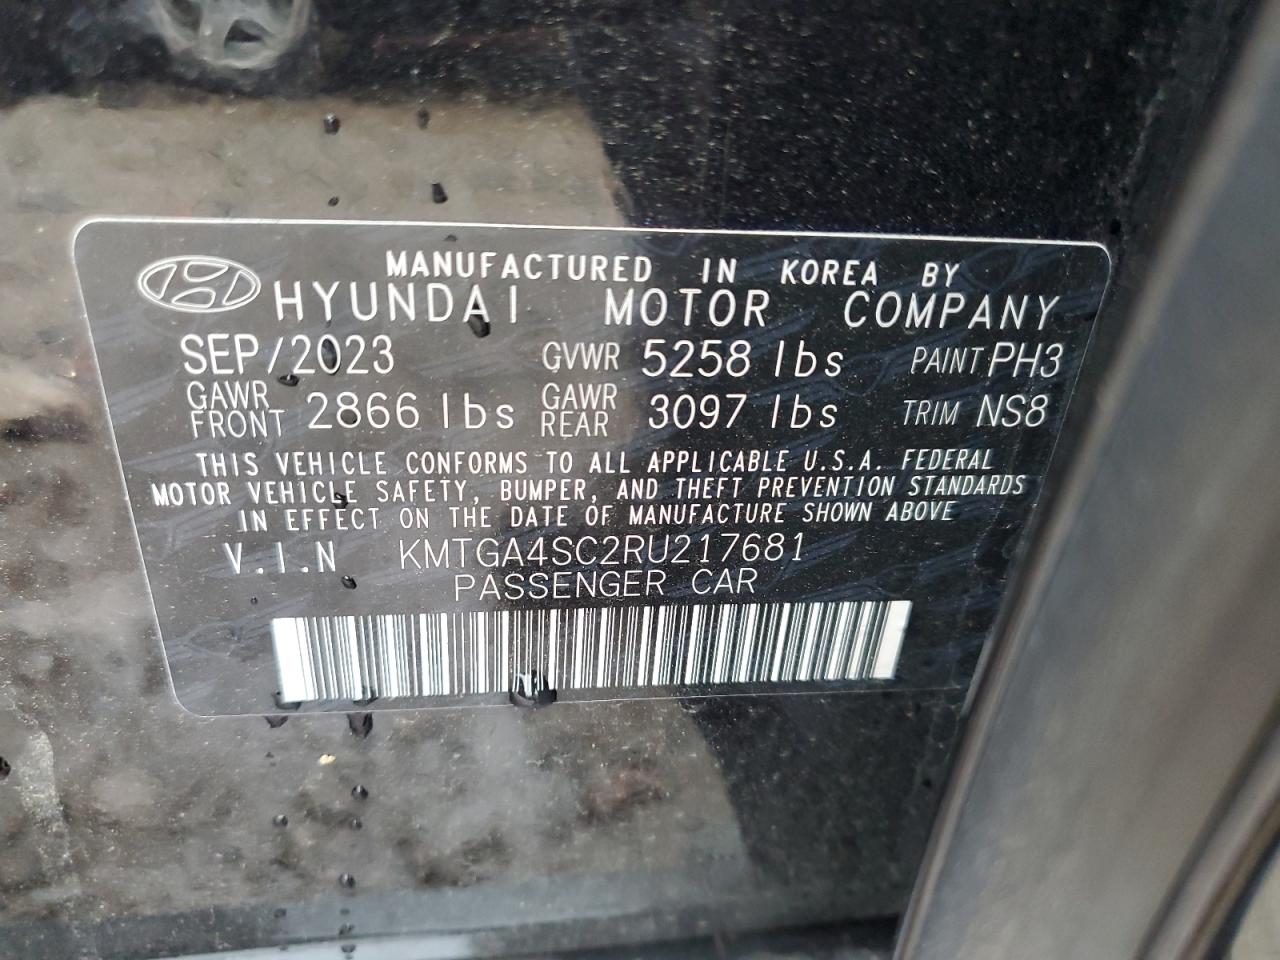 MANUFACTURED IN KOREA BY
HYUNDAI MOTOR COMPANY
SEP/2023 GVWR 5258 lbs PAINT PH3
GAWR FRONT 2866 lbs GAWR REAR 3097 lbs TRIM NS8
THIS VEHICLE CONFORMS TO ALL APPLICABLE U.S.A. FEDERAL
MOTOR VEHICLE SAFETY, BUMPER, AND THEFT PREVENTION STANDARDS
IN EFFECT ON THE DATE OF MANUFACTURE SHOWN ABOVE
V.I.N KMTGA4SC2RU217681
PASSENGER CAR